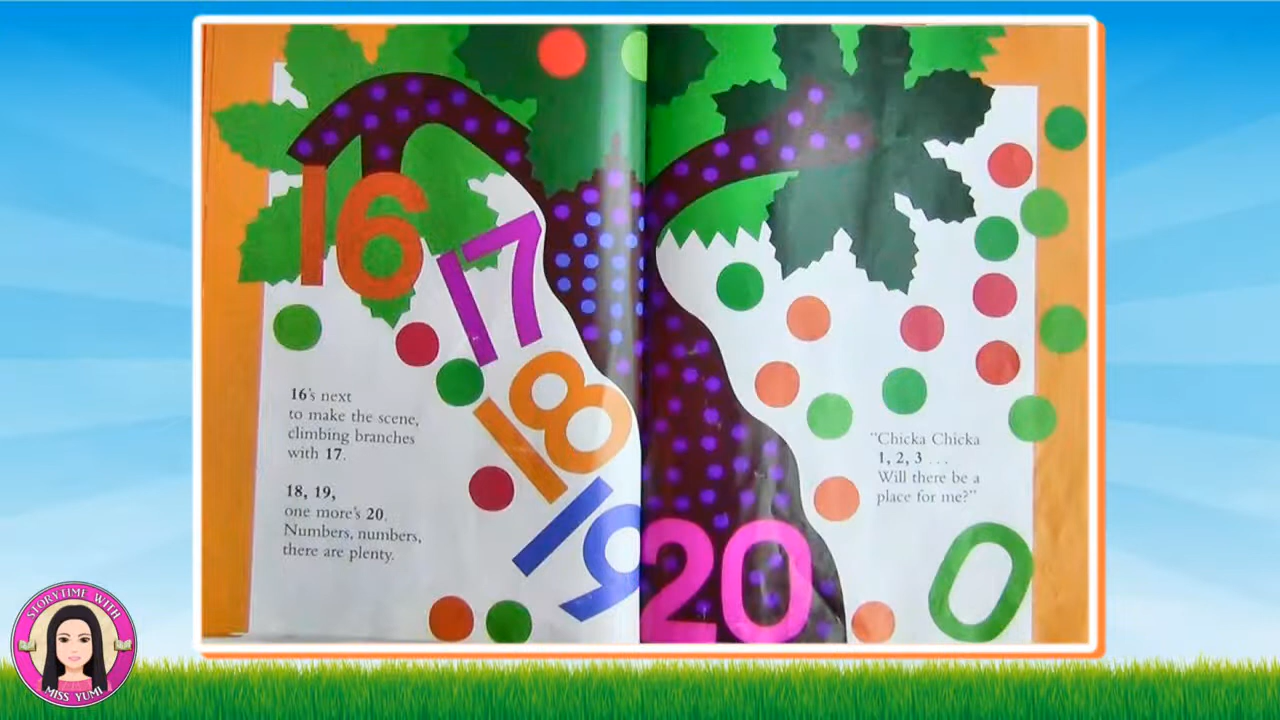 16
17
18
19
20
16's next
to make the scene,
climbing branches
with 17.
18, 19,
one more's 20.
Numbers, numbers,
there are plenty.
"Chicka Chicka
1, 2, 3 . . .
Will there be a
place for me?"
0
STORYTIME WITH
MISS YUMI